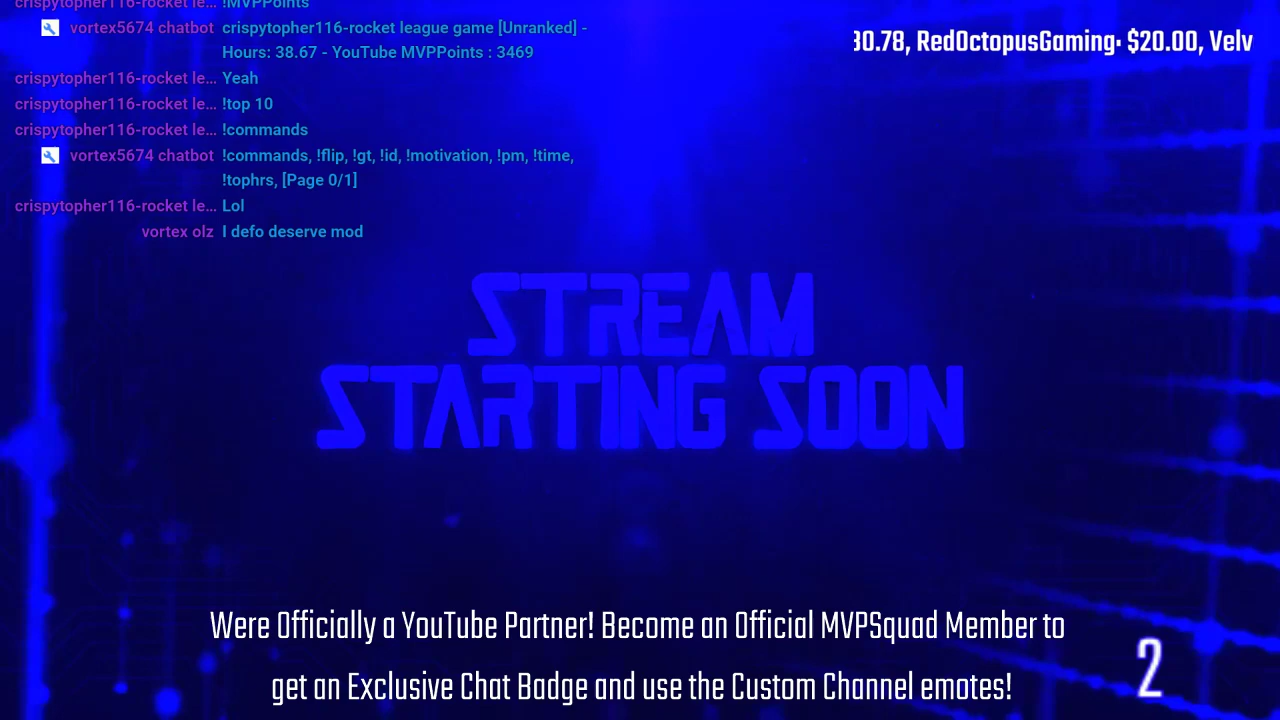 crispytopher116-rocket le... !MVPPoints
vortex5674 chatbot crispytopher116-rocket league game [Unranked] -
Hours: 38.67 - YouTube MVPPoints : 3469
crispytopher116-rocket le... Yeah
crispytopher116-rocket le... !top 10
crispytopher116-rocket le... !commands
vortex5674 chatbot !commands, !flip, !gt, !id, !motivation, !pm, !time,
!tophrs, [Page 0/1]
crispytopher116-rocket le... Lol
vortex olz I defo deserve mod
30.78, RedOctopusGaming: $20.00, Velv
STREAM
STARTING SOON
Were Officially a YouTube Partner! Become an Official MVPSquad Member to
get an Exclusive Chat Badge and use the Custom Channel emotes!
2